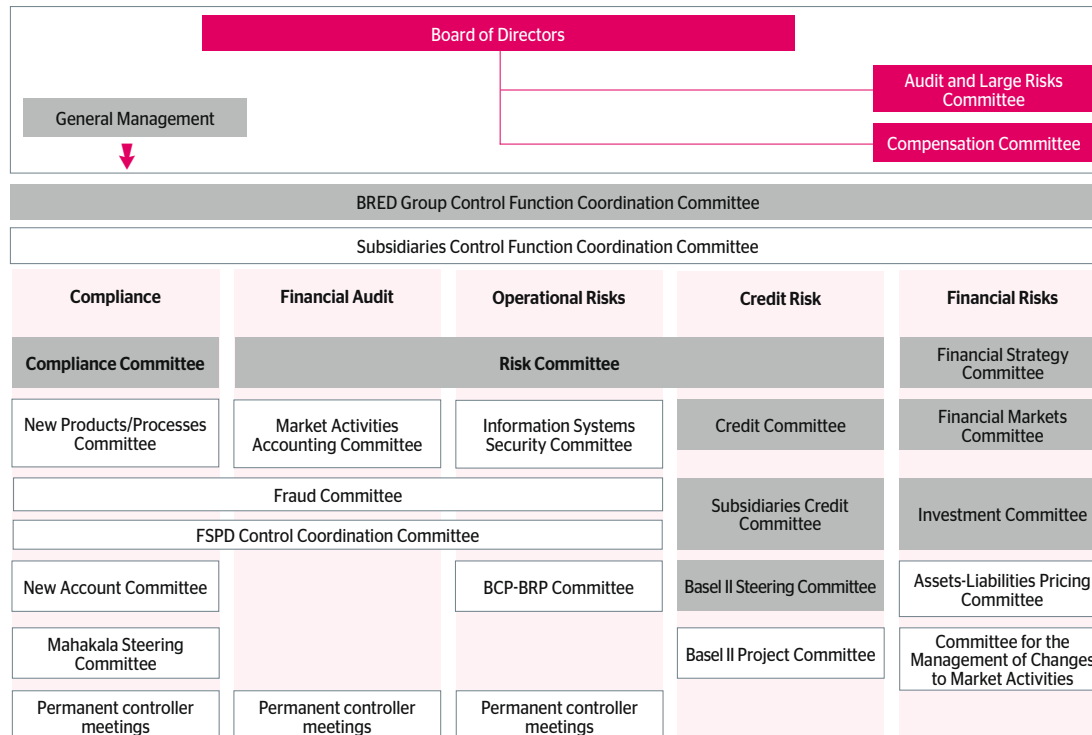 Board of Directors
Audit and Large Risks
Committee
General Management
Compensation Committee
BRED Group Control Function Coordination Committee
Subsidiaries Control Function Coordination Committee
Compliance
Financial Audit
Operational Risks
Credit Risk
Financial Risks
Compliance Committee
Risk Committee
Financial Strategy
Committee
New Products/Processes
Committee
Market Activities
Accounting Committee
Information Systems
Security Committee
Credit Committee
Financial Markets
Committee
Fraud Committee
Subsidiaries Credit
Committee
Investment Committee
FSPD Control Coordination Committee
New Account Committee
BCP-BRP Committee
Basel II Steering Committee
Assets-Liabilities Pricing
Committee
Mahakala Steering
Committee
Basel II Project Committee
Committee for the
Management of Changes
to Market Activities
Permanent controller
meetings
Permanent controller
meetings
Permanent controller
meetings